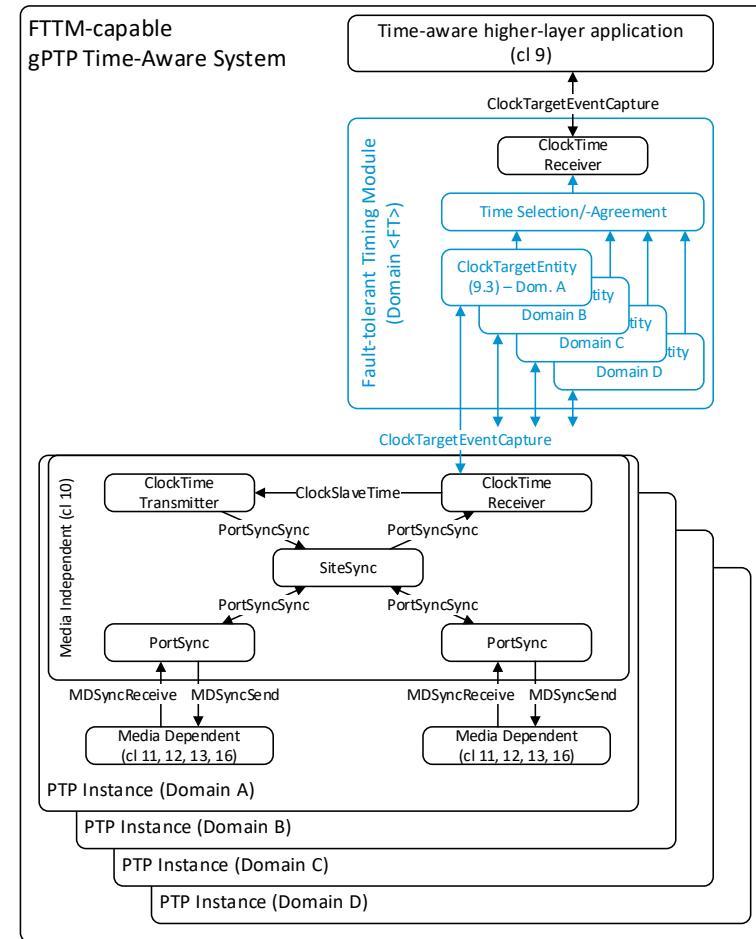 FTTM-capable
gPTP Time-Aware System
Time-aware higher-layer application
(cl 9)
ClockTargetEventCapture
ClockTime
Receiver
Fault-tolerant Timing Module
(Domain <FT>)
Time Selection/-Agreement
ClockTargetEntity
(9.3) – Dom. A
tity
Domain B
tity
Domain C
tity
Domain D
ClockTargetEventCapture
Media Independent (cl 10)
ClockTime
Transmitter
ClockSlaveTime
ClockTime
Receiver
PortSyncSync
PortSyncSync
SiteSync
PortSyncSync
PortSyncSync
PortSync
PortSync
MDSyncReceive
MDSyncSend
MDSyncReceive
MDSyncSend
Media Dependent
(cl 11, 12, 13, 16)
Media Dependent
(cl 11, 12, 13, 16)
PTP Instance (Domain A)
PTP Instance (Domain B)
PTP Instance (Domain C)
PTP Instance (Domain D)